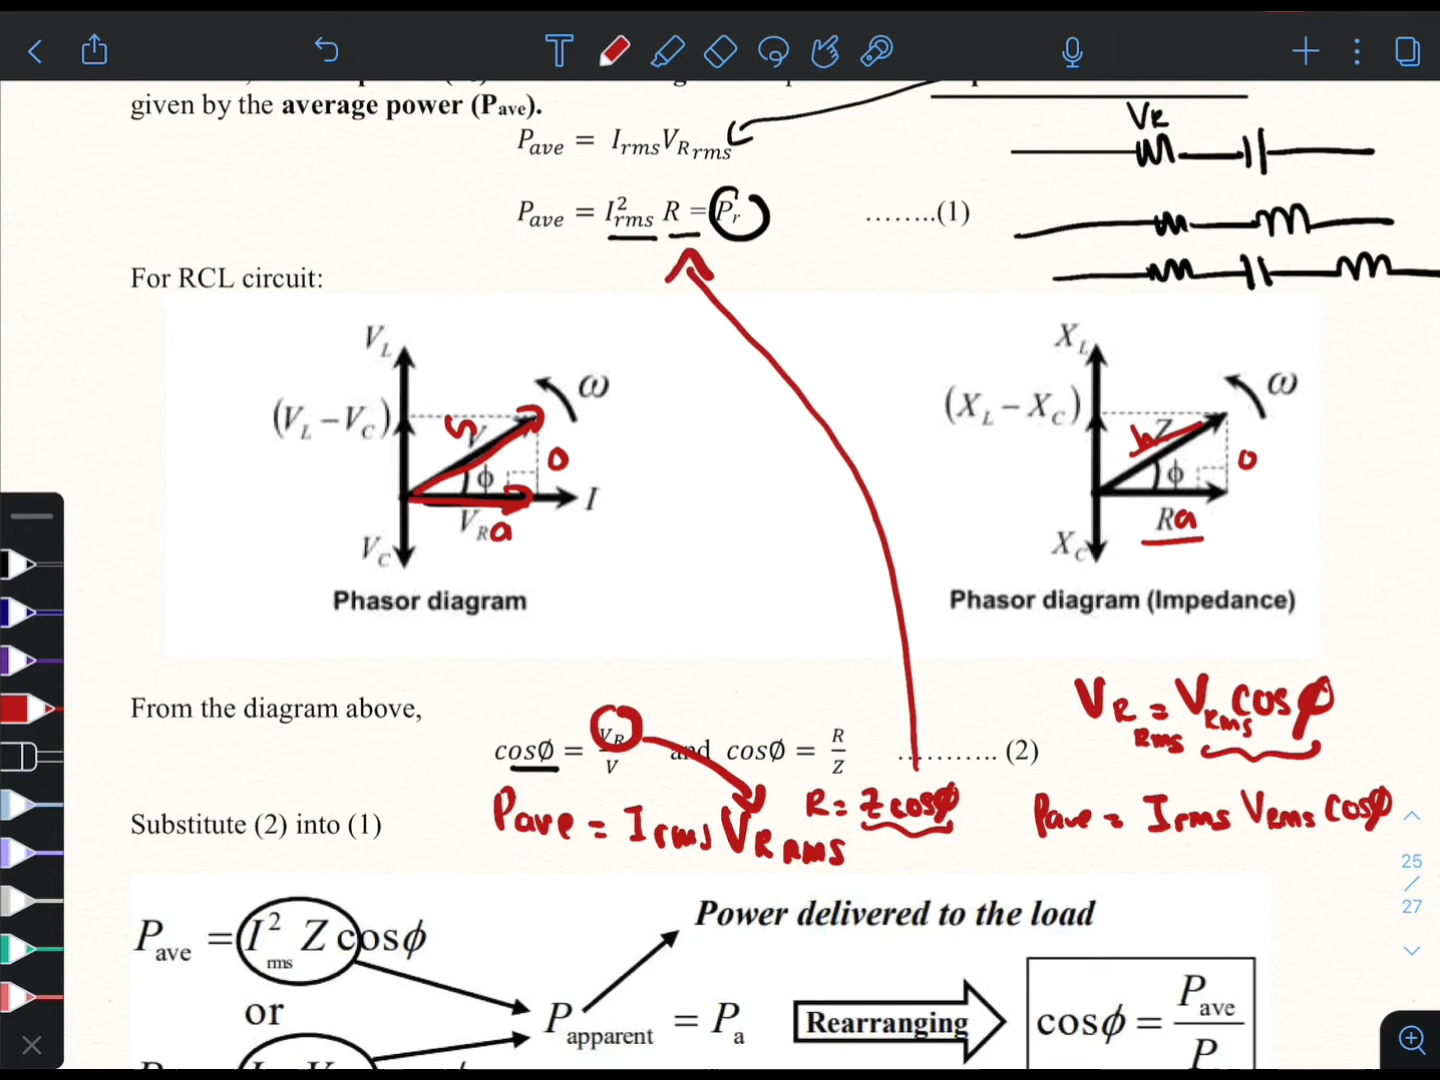 given by the average power (Pave).
VR
Pave = Irms VR rms
Pave = I²rms R = Pr ........(1)
For RCL circuit:
VL
ω
(VL − VC)
V
ϕ
o
I
VR a
VC
Phasor diagram
XL
ω
(XL − XC)
h Z
ϕ
o
R a
XC
Phasor diagram (Impedance)
From the diagram above,
VR Rms = Vrms cosϕ
cosØ = VR/V and cosØ = R/Z ........... (2)
R = Z cosϕ
Substitute (2) into (1)
Pave = Irms VR RMS
Pave = Irms VRms cosϕ
25
/
27
Pave = I²rms Z cosϕ
Power delivered to the load
or
Papparent = Pa
Rearranging
cosϕ = Pave / P